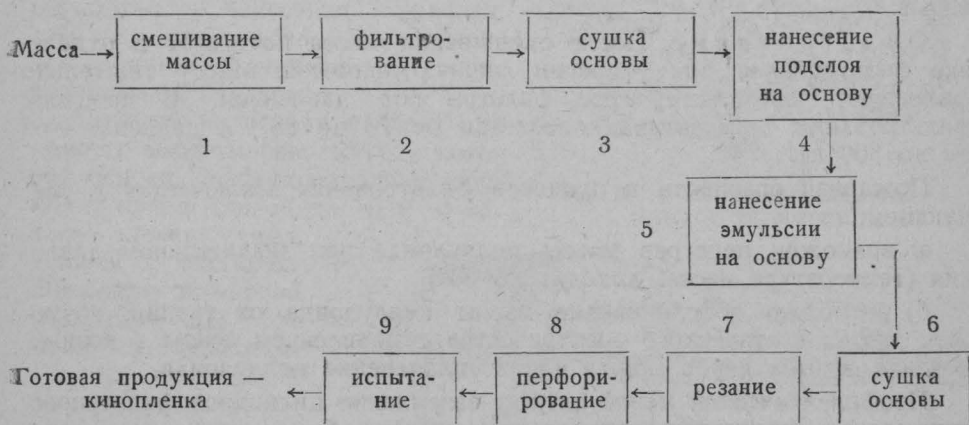 Масса
смешивание
массы
1
фильтро-
вание
2
сушка
основы
3
нанесение
подслоя
на основу
4
5
нанесение
эмульсии
на основу
6
сушка
основы
7
резание
8
перфори-
рование
9
испыта-
ние
Готовая продукция —
кинопленка